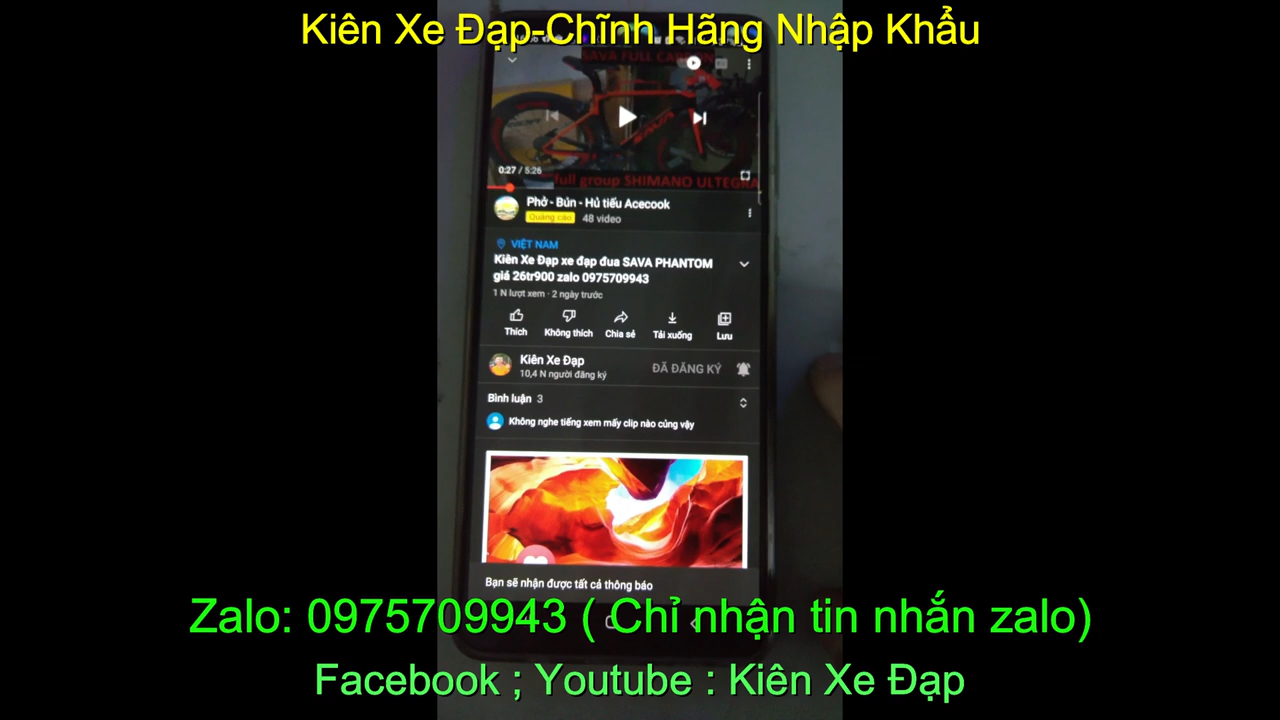 Kiên Xe Đạp-Chĩnh Hãng Nhập Khẩu
SAVA FULL CARBON
0:27 / 5:26
full group SHIMANO ULTEGRA
Phở - Bún - Hủ tiếu Acecook
Quảng cáo 48 video
VIỆT NAM
Kiên Xe Đạp xe đạp đua SAVA PHANTOM
giá 26tr900 zalo 0975709943
1 N lượt xem · 2 ngày trước
Thích Không thích Chia sẻ Tải xuống Lưu
Kiên Xe Đạp
10,4 N người đăng ký
ĐÃ ĐĂNG KÝ
Bình luận 3
Không nghe tiếng xem mấy clip nào củng vậy
Bạn sẽ nhận được tất cả thông báo
Zalo: 0975709943 ( Chỉ nhận tin nhắn zalo)
Facebook ; Youtube : Kiên Xe Đạp